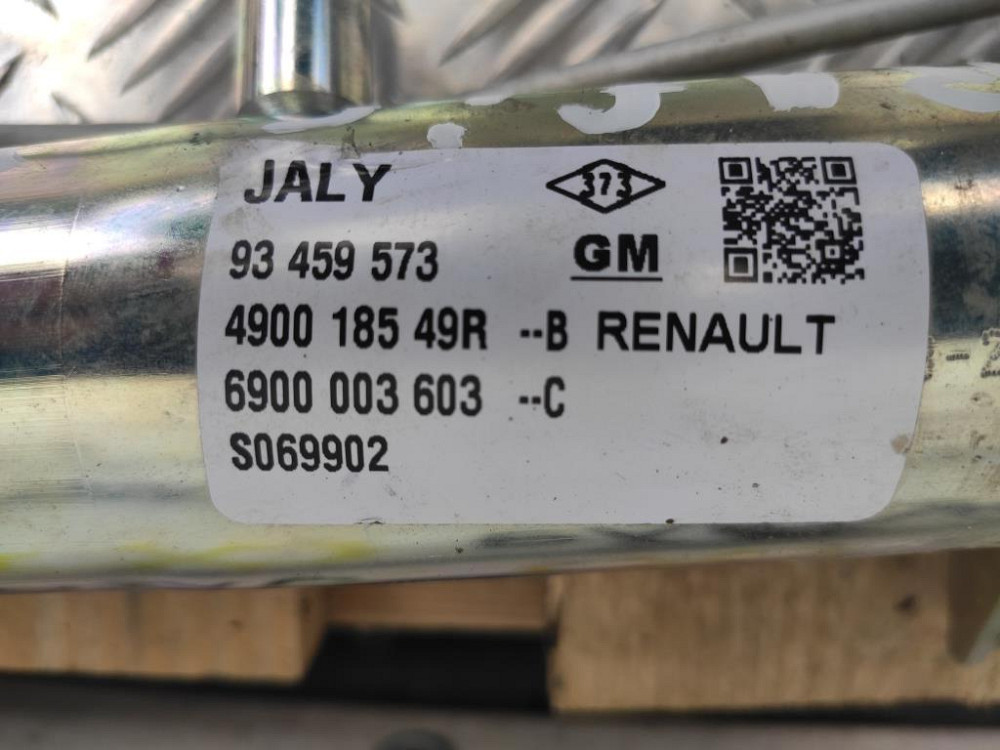 JALY
373
93 459 573
GM
4900 185 49R --B RENAULT
6900 003 603 --C
S069902